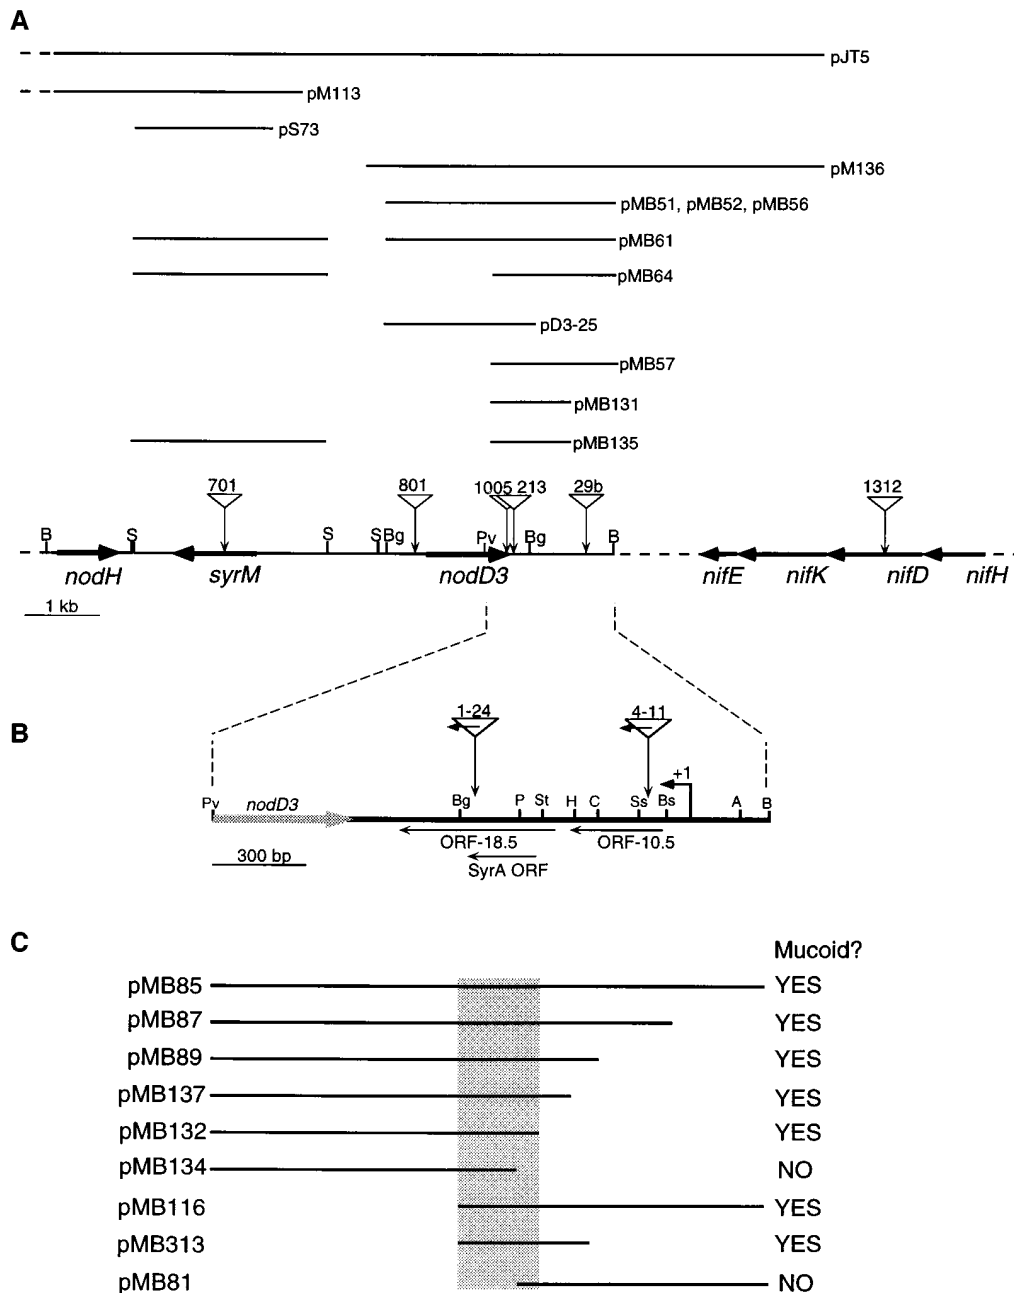 A
pJT5
pM113
pS73
pM136
pMB51, pMB52, pMB56
pMB61
pMB64
pD3-25
pMB57
pMB131
pMB135
701 801 1005 213 29b 1312
B S S S Bg Pv Bg B
nodH syrM nodD3 nifE nifK nifD nifH
1 kb
B
1-24 4-11
+1
Pv nodD3 Bg P St H C Ss Bs A B
ORF-18.5 ORF-10.5
300 bp
SyrA ORF
C
Mucoid?
pMB85 YES
pMB87 YES
pMB89 YES
pMB137 YES
pMB132 YES
pMB134 NO
pMB116 YES
pMB313 YES
pMB81 NO